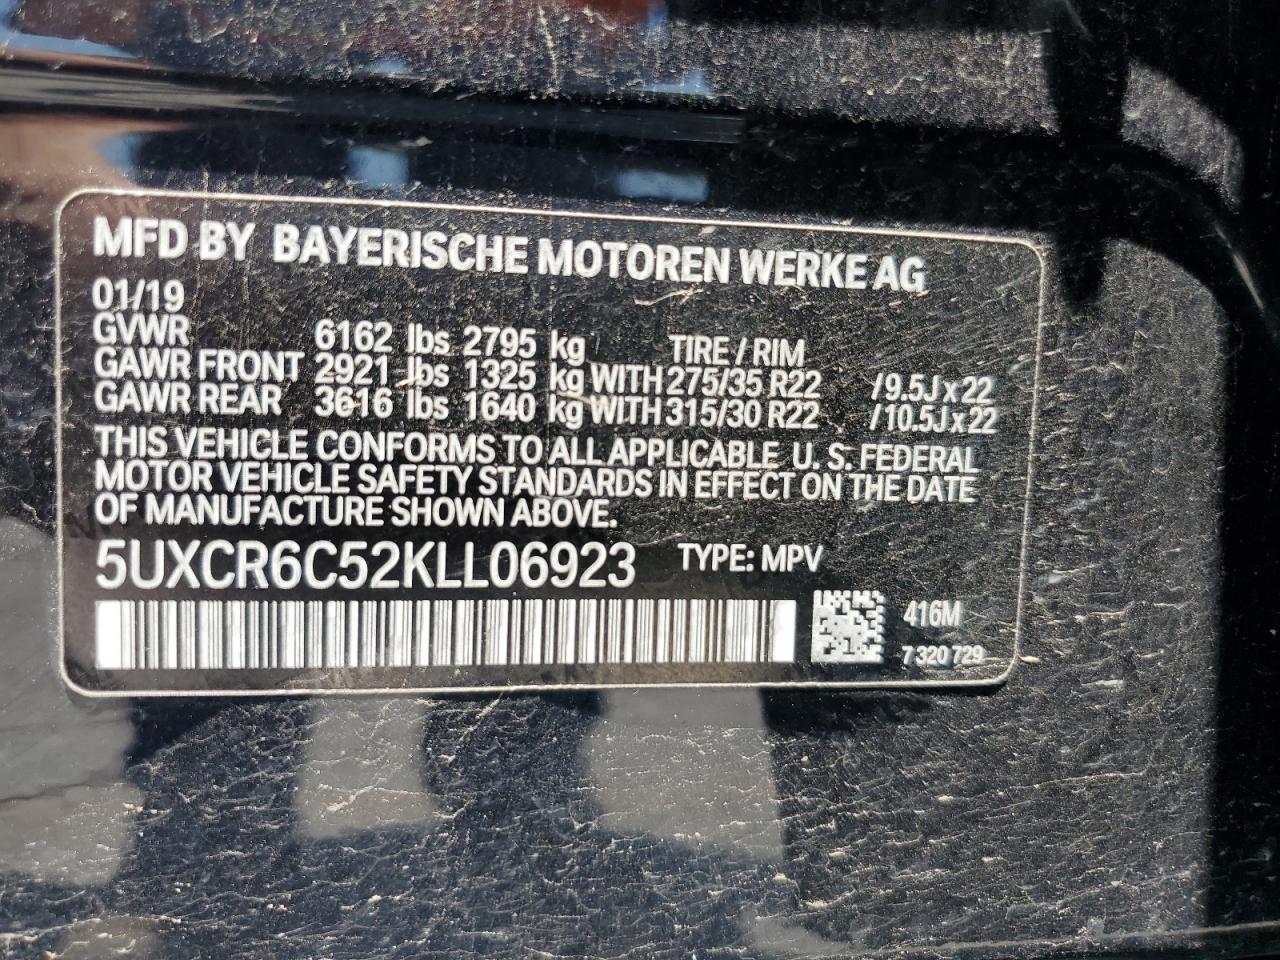 MFD BY BAYERISCHE MOTOREN WERKE AG
01/19
GVWR 6162 lbs 2795 kg TIRE / RIM
GAWR FRONT 2921 lbs 1325 kg WITH 275/35 R22 /9.5J x 22
GAWR REAR 3616 lbs 1640 kg WITH 315/30 R22 /10.5J x 22
THIS VEHICLE CONFORMS TO ALL APPLICABLE U. S. FEDERAL
MOTOR VEHICLE SAFETY STANDARDS IN EFFECT ON THE DATE
OF MANUFACTURE SHOWN ABOVE.
5UXCR6C52KLL06923 TYPE: MPV
416M
7 320 729